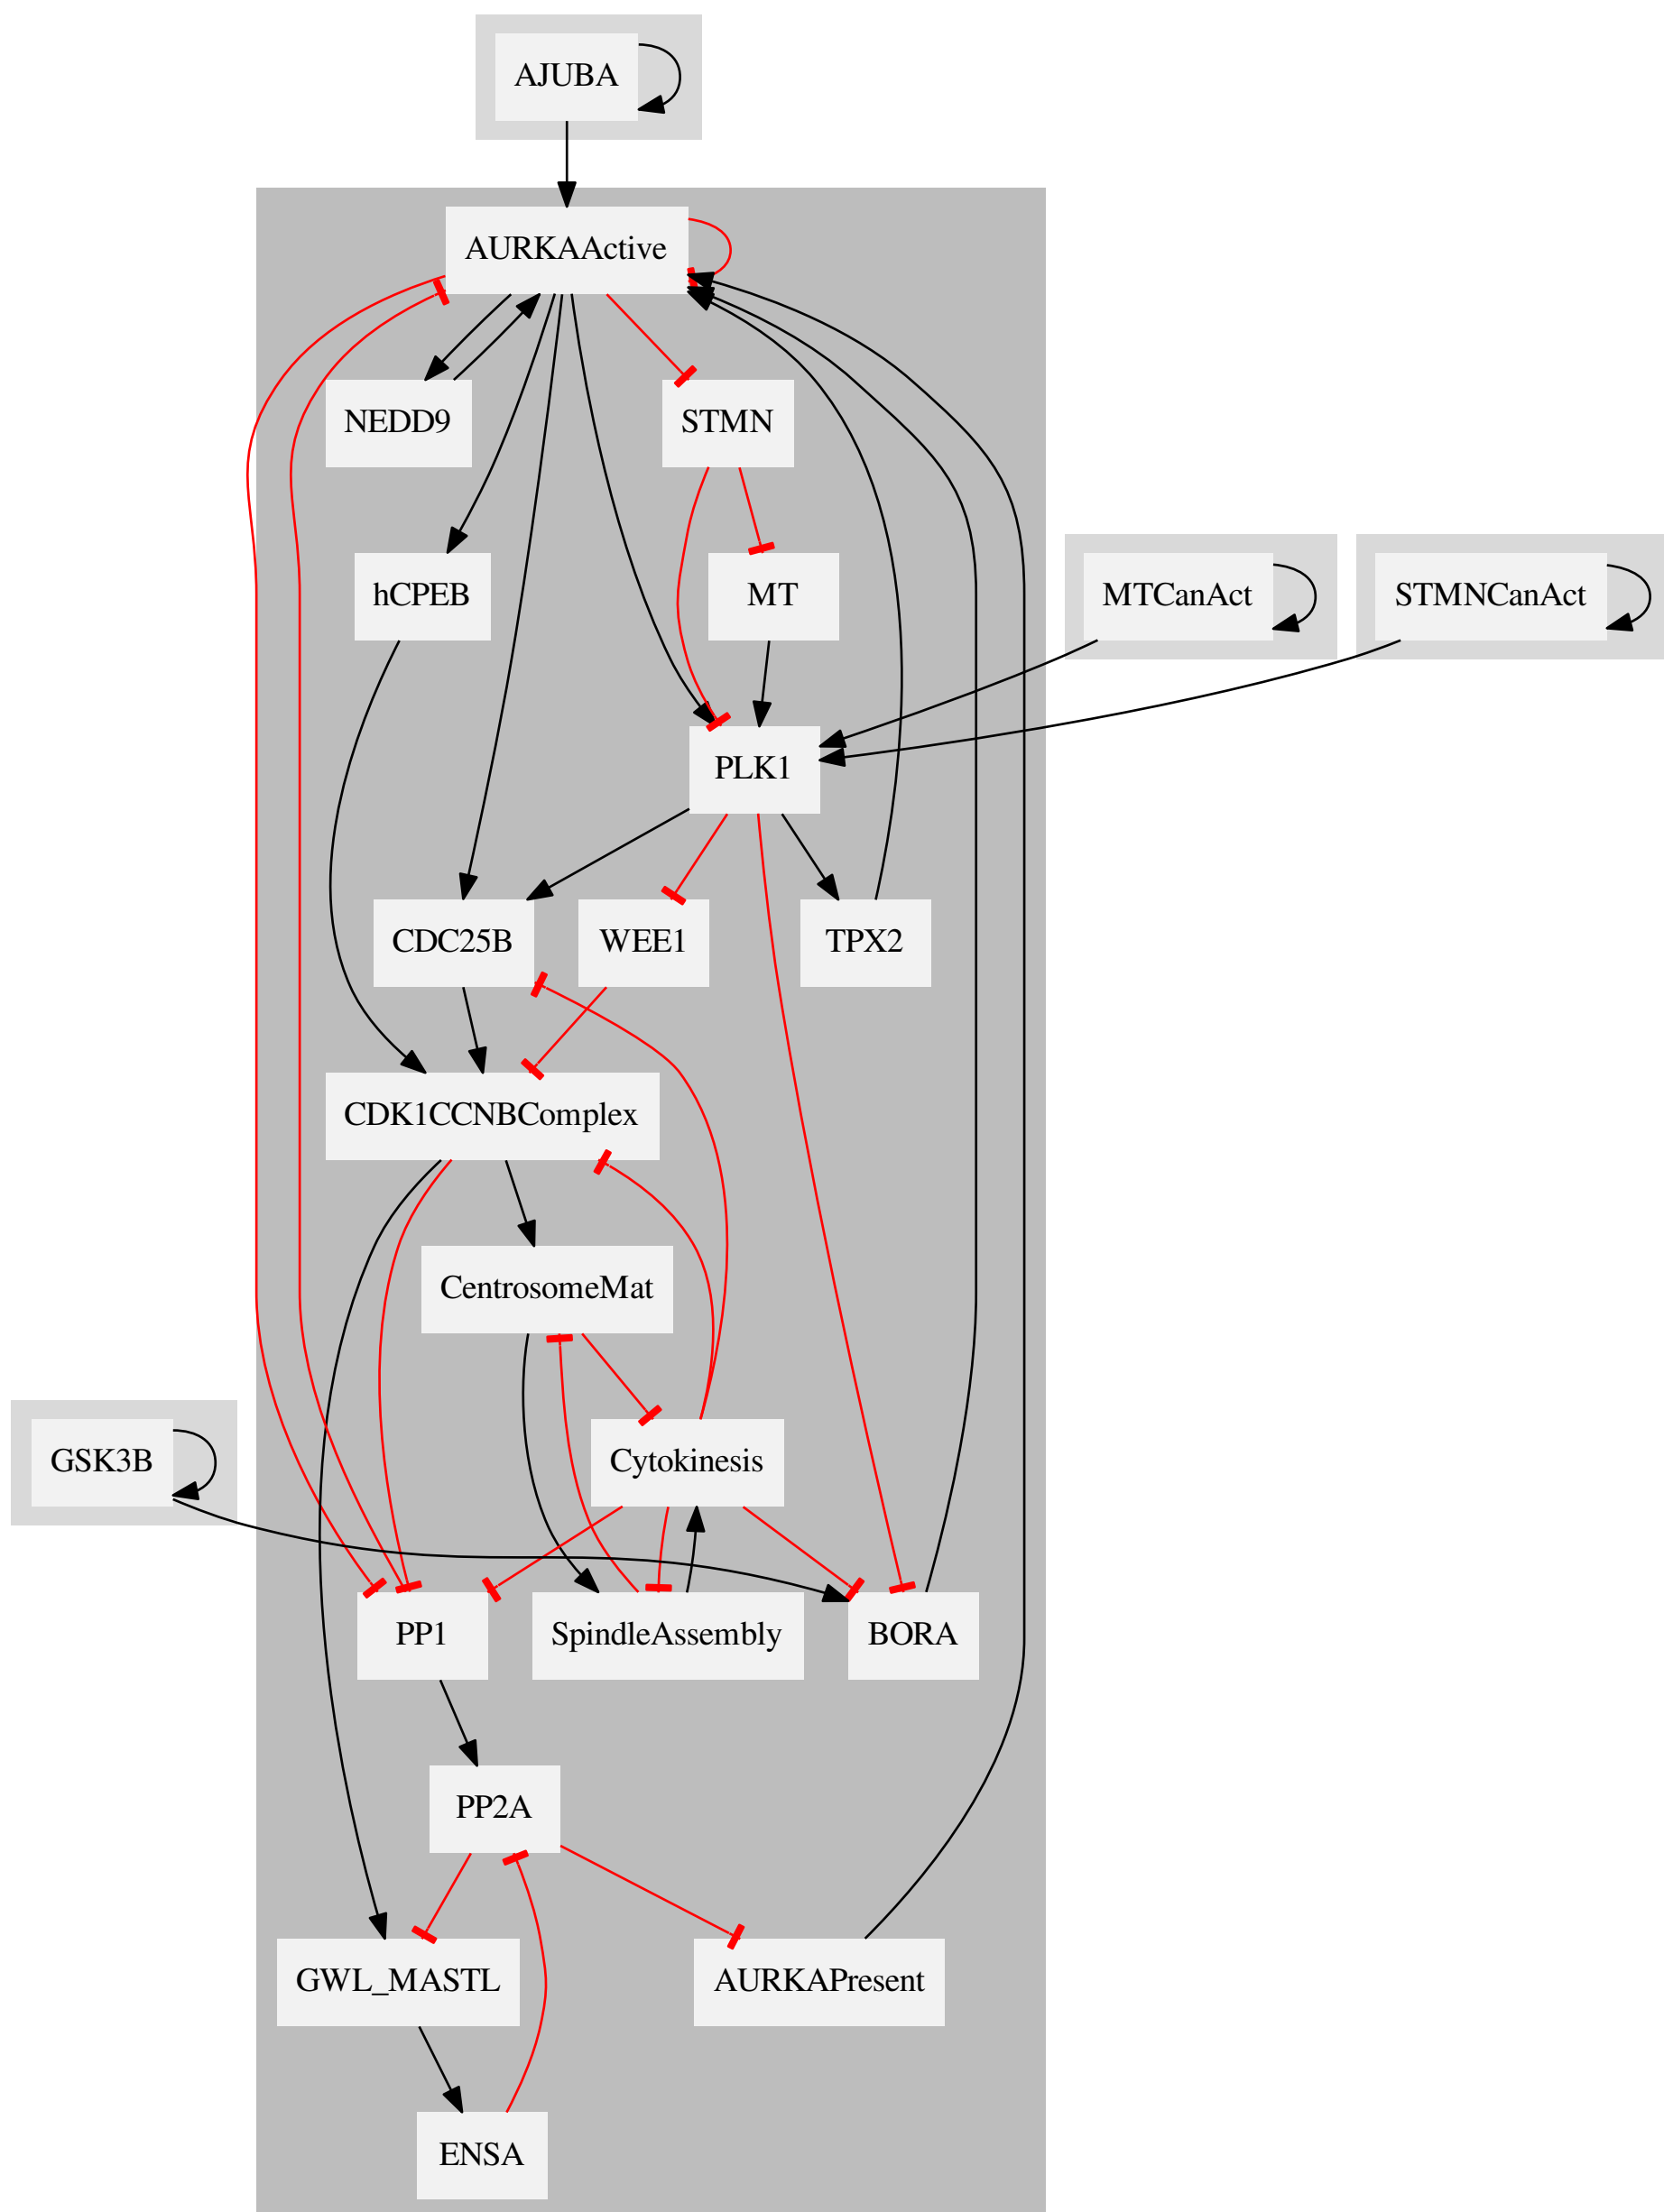 AJUBA
AURKAActive
NEDD9
STMN
hCPEB
MT
MTCanAct
STMNCanAct
PLK1
CDC25B
WEE1
TPX2
CDK1CCNBComplex
CentrosomeMat
GSK3B
Cytokinesis
PP1
SpindleAssembly
BORA
PP2A
GWL_MASTL
AURKAPresent
ENSA